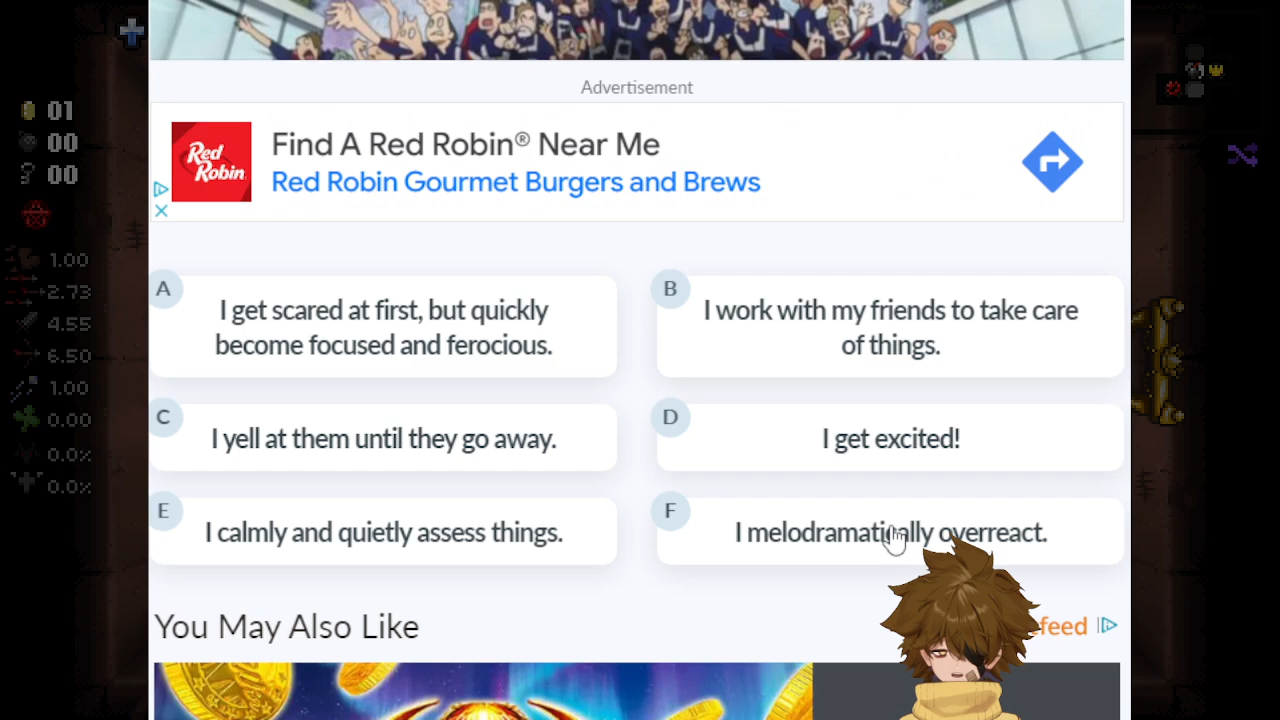 Advertisement
Red Robin
Find A Red Robin® Near Me
Red Robin Gourmet Burgers and Brews
01
00
00
1.00
+2.73
4.55
6.50
1.00
0.00
0.0%
0.0%
A
I get scared at first, but quickly
become focused and ferocious.
B
I work with my friends to take care
of things.
C
I yell at them until they go away.
D
I get excited!
E
I calmly and quietly assess things.
F
I melodramatically overreact.
You May Also Like
feed